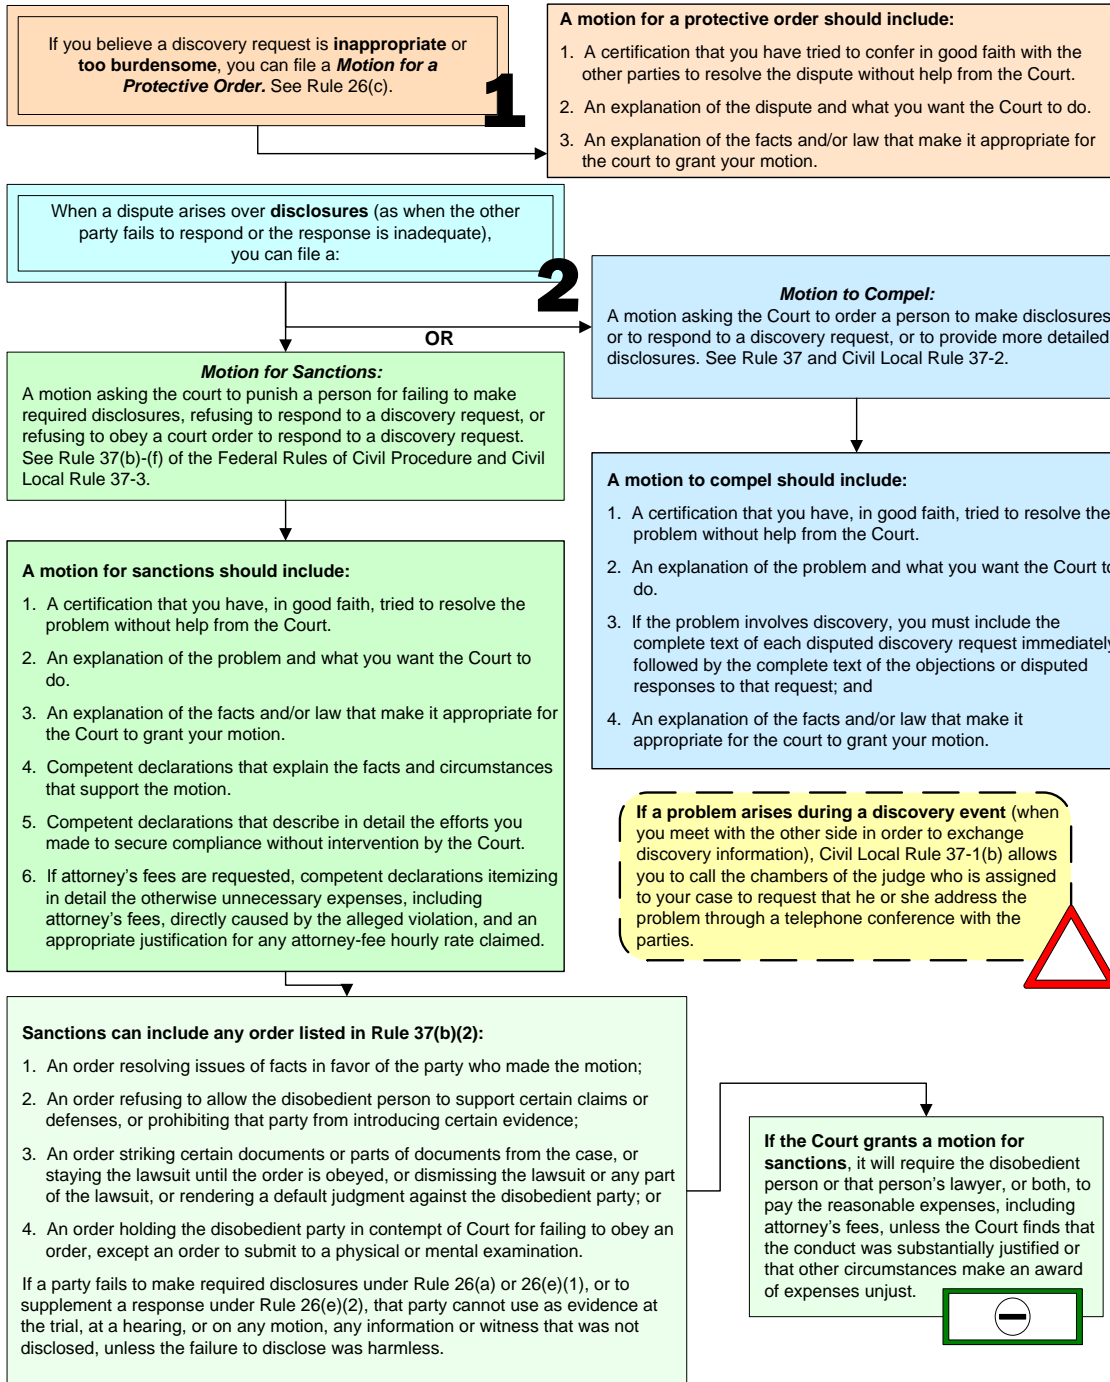 If you believe a discovery request is inappropriate or
too burdensome, you can file a Motion for a
Protective Order. See Rule 26(c).
1
A motion for a protective order should include:
1. A certification that you have tried to confer in good faith with the
other parties to resolve the dispute without help from the Court.
2. An explanation of the dispute and what you want the Court to do.
3. An explanation of the facts and/or law that make it appropriate for
the court to grant your motion.
When a dispute arises over disclosures (as when the other
party fails to respond or the response is inadequate),
you can file a:
2
OR
Motion to Compel:
A motion asking the Court to order a person to make disclosures
or to respond to a discovery request, or to provide more detailed
disclosures. See Rule 37 and Civil Local Rule 37-2.
Motion for Sanctions:
A motion asking the court to punish a person for failing to make
required disclosures, refusing to respond to a discovery request, or
refusing to obey a court order to respond to a discovery request.
See Rule 37(b)-(f) of the Federal Rules of Civil Procedure and Civil
Local Rule 37-3.
A motion to compel should include:
1. A certification that you have, in good faith, tried to resolve the
problem without help from the Court.
2. An explanation of the problem and what you want the Court to
do.
3. If the problem involves discovery, you must include the
complete text of each disputed discovery request immediately
followed by the complete text of the objections or disputed
responses to that request; and
4. An explanation of the facts and/or law that make it
appropriate for the court to grant your motion.
A motion for sanctions should include:
1. A certification that you have, in good faith, tried to resolve the
problem without help from the Court.
2. An explanation of the problem and what you want the Court to
do.
3. An explanation of the facts and/or law that make it appropriate for
the Court to grant your motion.
4. Competent declarations that explain the facts and circumstances
that support the motion.
5. Competent declarations that describe in detail the efforts you
made to secure compliance without intervention by the Court.
6. If attorney's fees are requested, competent declarations itemizing
in detail the otherwise unnecessary expenses, including
attorney's fees, directly caused by the alleged violation, and an
appropriate justification for any attorney-fee hourly rate claimed.
If a problem arises during a discovery event (when
you meet with the other side in order to exchange
discovery information), Civil Local Rule 37-1(b) allows
you to call the chambers of the judge who is assigned
to your case to request that he or she address the
problem through a telephone conference with the
parties.
Sanctions can include any order listed in Rule 37(b)(2):
1. An order resolving issues of facts in favor of the party who made the motion;
2. An order refusing to allow the disobedient person to support certain claims or
defenses, or prohibiting that party from introducing certain evidence;
3. An order striking certain documents or parts of documents from the case, or
staying the lawsuit until the order is obeyed, or dismissing the lawsuit or any part
of the lawsuit, or rendering a default judgment against the disobedient party; or
4. An order holding the disobedient party in contempt of Court for failing to obey an
order, except an order to submit to a physical or mental examination.
If a party fails to make required disclosures under Rule 26(a) or 26(e)(1), or to
supplement a response under Rule 26(e)(2), that party cannot use as evidence at
the trial, at a hearing, or on any motion, any information or witness that was not
disclosed, unless the failure to disclose was harmless.
If the Court grants a motion for
sanctions, it will require the disobedient
person or that person's lawyer, or both, to
pay the reasonable expenses, including
attorney's fees, unless the Court finds that
the conduct was substantially justified or
that other circumstances make an award
of expenses unjust.